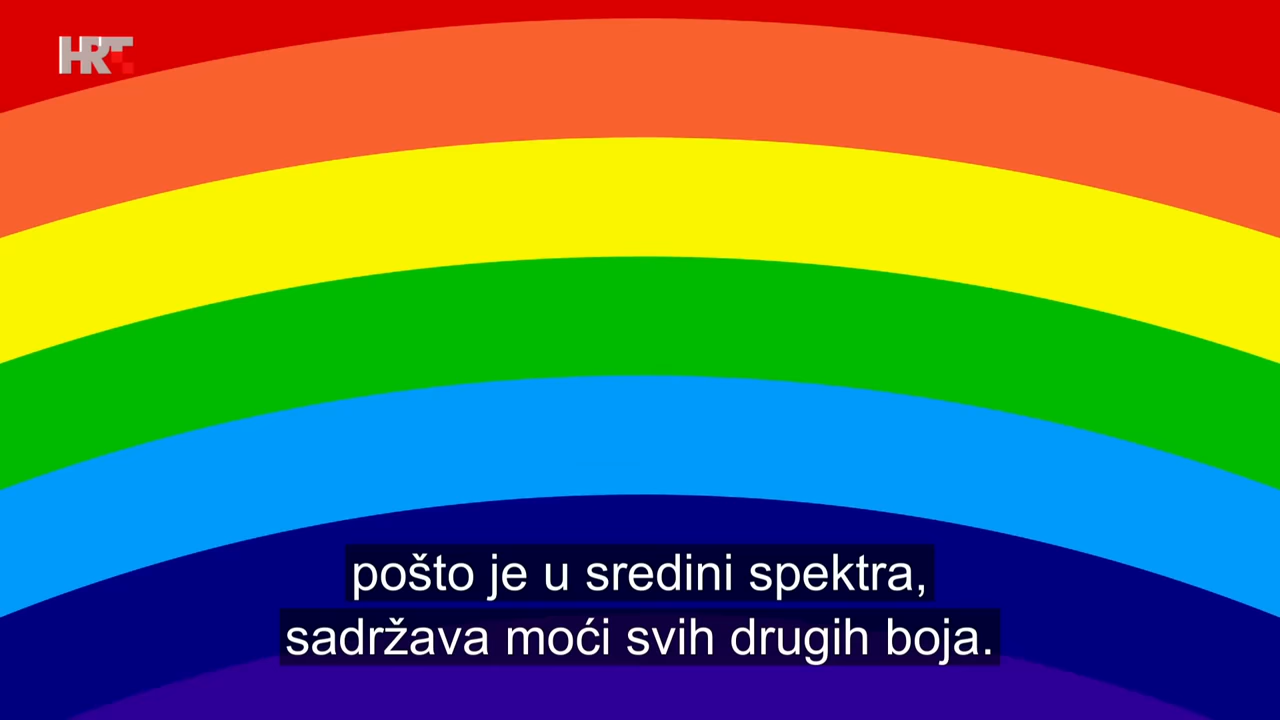 HRT
pošto je u sredini spektra,
sadržava moći svih drugih boja.